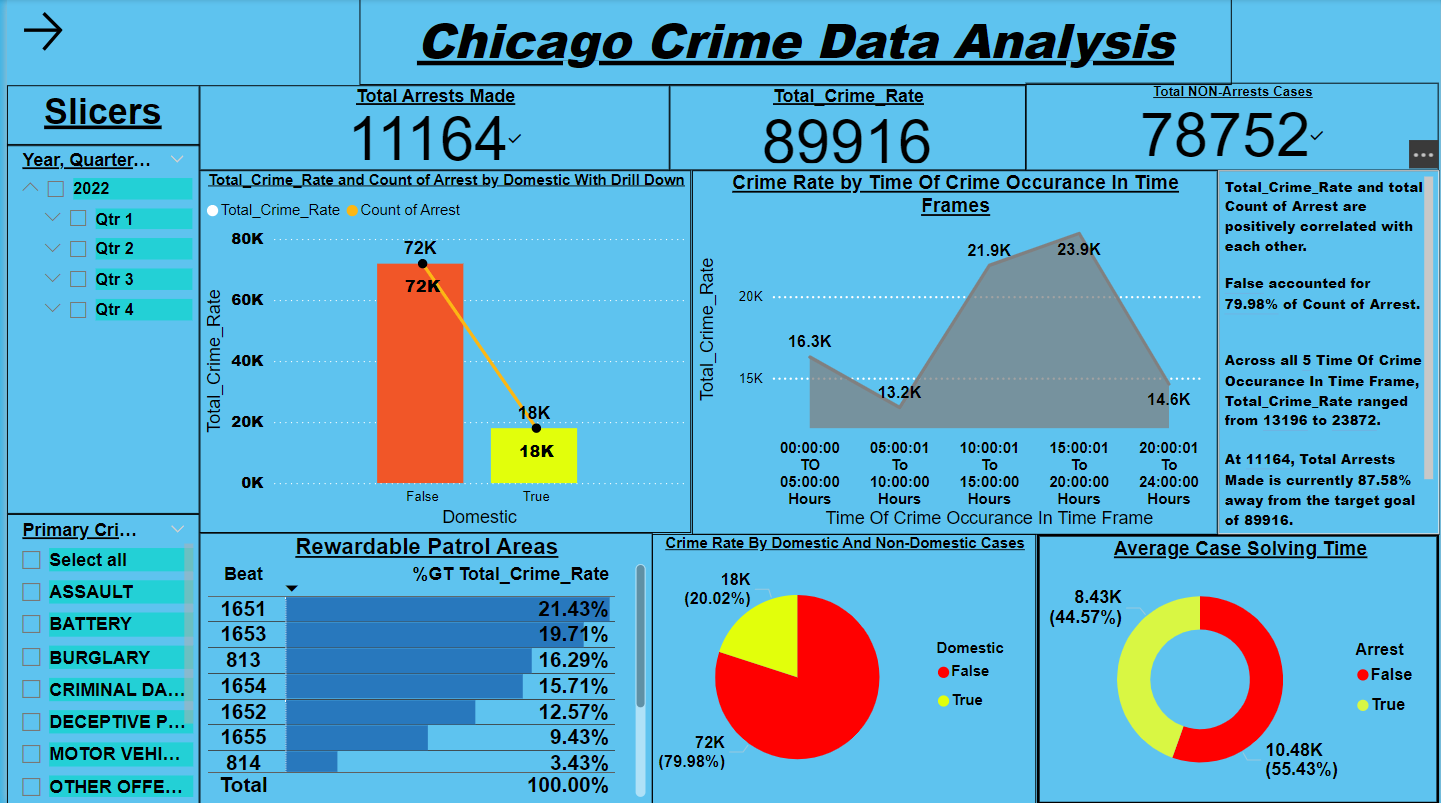 Chicago Crime Data Analysis
Slicers
Year, Quarter...
2022
Qtr 1
Qtr 2
Qtr 3
Qtr 4
Primary Cri...
Select all
ASSAULT
BATTERY
BURGLARY
CRIMINAL DA...
DECEPTIVE P...
MOTOR VEHI...
OTHER OFFE...
Total Arrests Made
11164
Total_Crime_Rate
89916
Total NON-Arrests Cases
78752
Total_Crime_Rate and Count of Arrest by Domestic With Drill Down
Total_Crime_Rate Count of Arrest
80K
60K
40K
20K
0K
Total_Crime_Rate
72K
72K
18K
18K
False True
Domestic
Crime Rate by Time Of Crime Occurance In Time
Frames
Total_Crime_Rate
20K
15K
16.3K
13.2K
21.9K
23.9K
14.6K
00:00:00
TO
05:00:00
Hours
05:00:01
To
10:00:00
Hours
10:00:01
To
15:00:00
Hours
15:00:01
To
20:00:00
Hours
20:00:01
To
24:00:00
Hours
Time Of Crime Occurance In Time Frame
Total_Crime_Rate and total
Count of Arrest are
positively correlated with
each other.
False accounted for
79.98% of Count of Arrest.
Across all 5 Time Of Crime
Occurance In Time Frame,
Total_Crime_Rate ranged
from 13196 to 23872.
At 11164, Total Arrests
Made is currently 87.58%
away from the target goal
of 89916.
Rewardable Patrol Areas
Beat %GT Total_Crime_Rate
1651 21.43%
1653 19.71%
813 16.29%
1654 15.71%
1652 12.57%
1655 9.43%
814 3.43%
Total 100.00%
Crime Rate By Domestic And Non-Domestic Cases
18K
(20.02%)
72K
(79.98%)
Domestic
False
True
Average Case Solving Time
8.43K
(44.57%)
10.48K
(55.43%)
Arrest
False
True